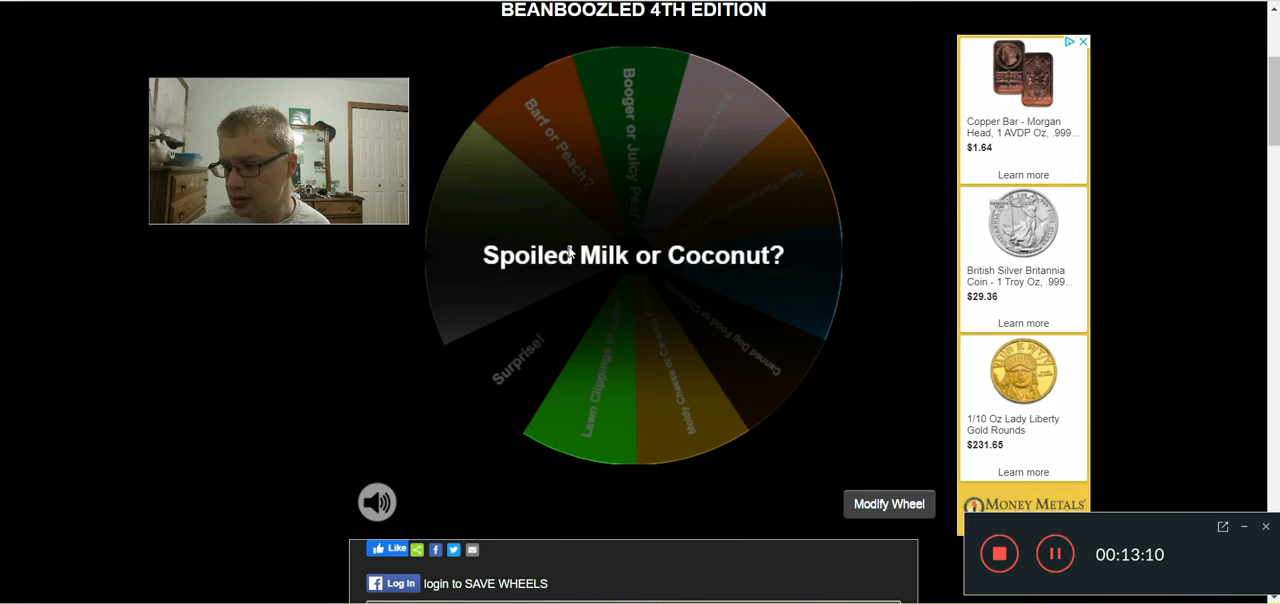 BEANBOOZLED 4TH EDITION
Barf or Peach?
Booger or Juicy Pear?
Spoiled Milk or Coconut?
Surprise!
Lawn Clippings or
Moldy Cheese or
Canned Dog Food or
Modify Wheel
Like
Log In
login to SAVE WHEELS
Copper Bar - Morgan
Head, 1 AVDP Oz, .999...
$1.64
Learn more
British Silver Britannia
Coin - 1 Troy Oz, .999...
$29.36
Learn more
1/10 Oz Lady Liberty
Gold Rounds
$231.65
Learn more
MONEY METALS
00:13:10